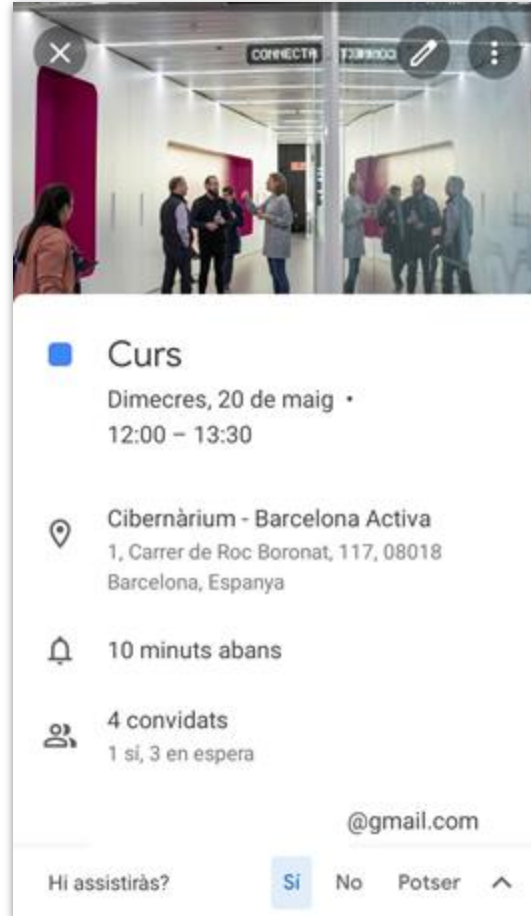 CONNECTA
Curs
Dimecres, 20 de maig •
12:00 – 13:30
Cibernàrium - Barcelona Activa
1, Carrer de Roc Boronat, 117, 08018
Barcelona, Espanya
10 minuts abans
4 convidats
1 sí, 3 en espera
@gmail.com
Hi assistiràs?
Sí No Potser